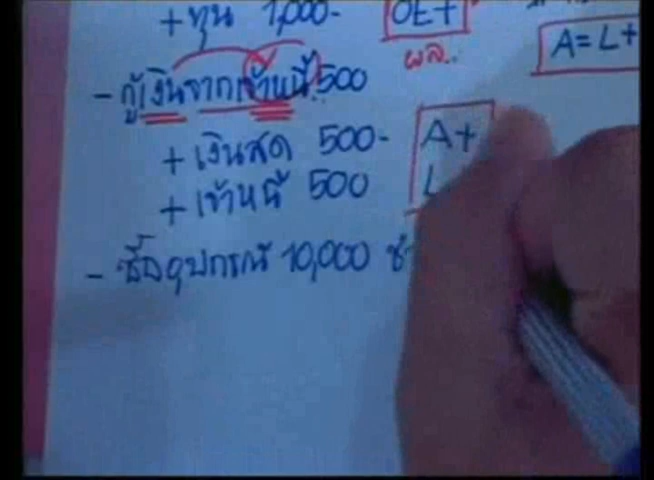 + ทุน 1,000- OE+
ผล..
A=L+
- กู้เงินจากเจ้าหนี้ 500
+ เงินสด 500- A+
+ เจ้าหนี้ 500 L
- ซื้ออุปกรณ์ 10,000